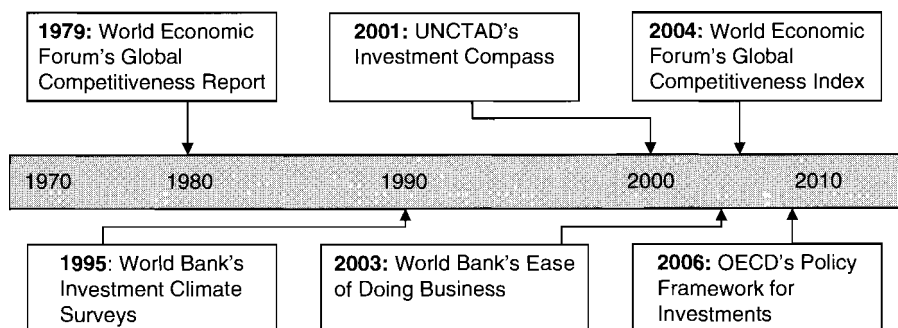 1979: World Economic
Forum's Global
Competitiveness Report
2001: UNCTAD's
Investment Compass
2004: World Economic
Forum's Global
Competitiveness Index
1970 1980 1990 2000 2010
1995: World Bank's
Investment Climate
Surveys
2003: World Bank's Ease
of Doing Business
2006: OECD's Policy
Framework for
Investments